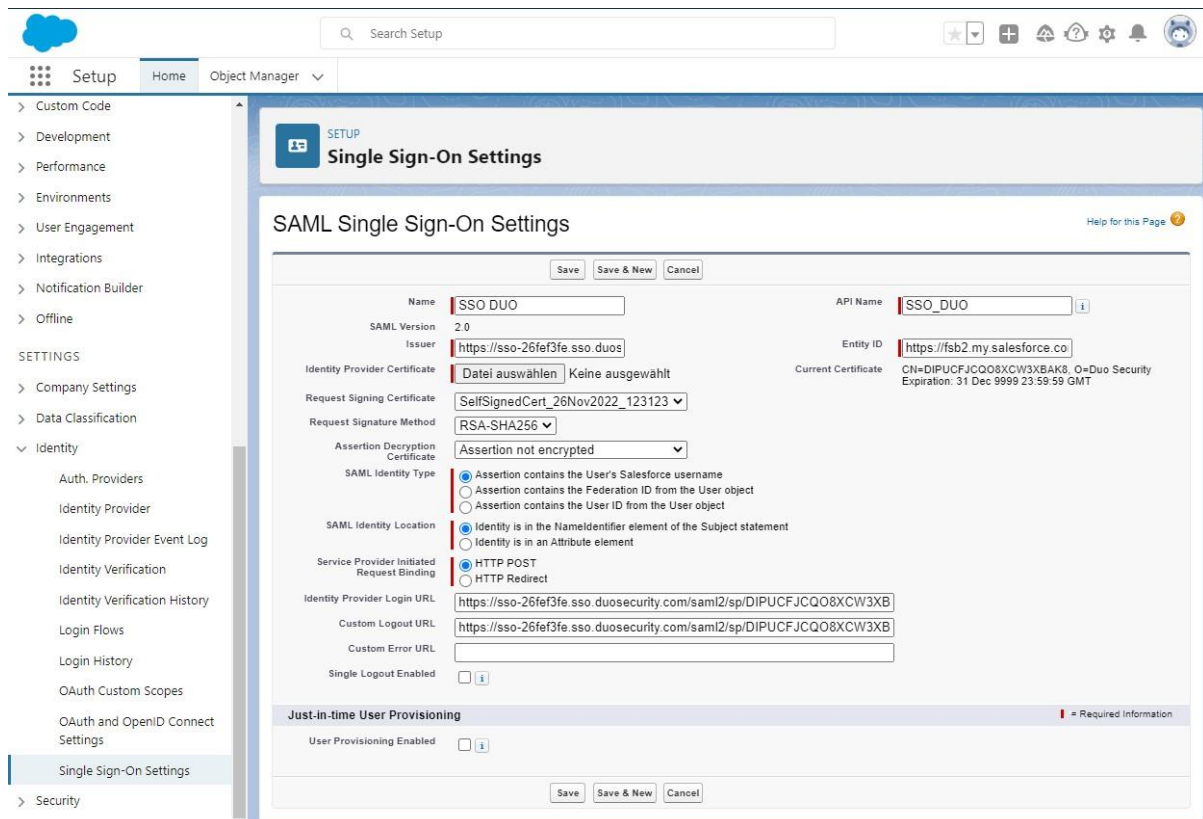 Search Setup
Setup
Home
Object Manager
Custom Code
Development
Performance
Environments
User Engagement
Integrations
Notification Builder
Offline
SETTINGS
Company Settings
Data Classification
Identity
Auth. Providers
Identity Provider
Identity Provider Event Log
Identity Verification
Identity Verification History
Login Flows
Login History
OAuth Custom Scopes
OAuth and OpenID Connect
Settings
Single Sign-On Settings
Security
SETUP
Single Sign-On Settings
SAML Single Sign-On Settings
Help for this Page
Save Save & New Cancel
Name SSO DUO API Name SSO_DUO
SAML Version 2.0
Issuer https://sso-26fef3fe.sso.duos Entity ID https://fsb2.my.salesforce.co
Identity Provider Certificate Datei auswählen Keine ausgewählt Current Certificate CN=DIPUCFJCQO8XCW3XBAK8, O=Duo Security
Expiration: 31 Dec 9999 23:59:59 GMT
Request Signing Certificate SelfSignedCert_26Nov2022_123123
Request Signature Method RSA-SHA256
Assertion Decryption
Certificate Assertion not encrypted
SAML Identity Type Assertion contains the User's Salesforce username
Assertion contains the Federation ID from the User object
Assertion contains the User ID from the User object
SAML Identity Location Identity is in the NameIdentifier element of the Subject statement
Identity is in an Attribute element
Service Provider Initiated
Request Binding HTTP POST
HTTP Redirect
Identity Provider Login URL https://sso-26fef3fe.sso.duosecurity.com/saml2/sp/DIPUCFJCQO8XCW3XB
Custom Logout URL https://sso-26fef3fe.sso.duosecurity.com/saml2/sp/DIPUCFJCQO8XCW3XB
Custom Error URL
Single Logout Enabled
Just-in-time User Provisioning = Required Information
User Provisioning Enabled
Save Save & New Cancel